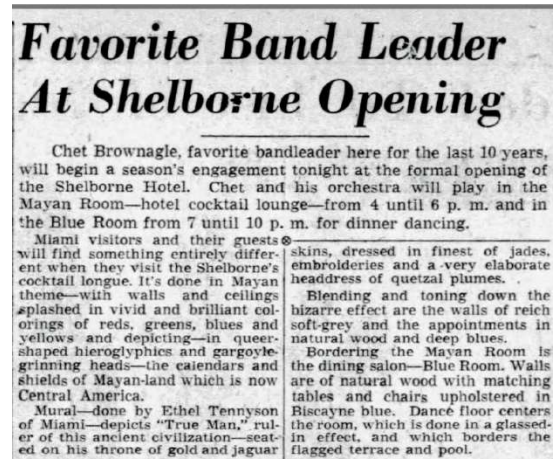 Favorite Band Leader
At Shelborne Opening
Chet Brownagle, favorite bandleader here for the last 10 years,
will begin a season's engagement tonight at the formal opening of
the Shelborne Hotel. Chet and his orchestra will play in the
Mayan Room—hotel cocktail lounge—from 4 until 6 p. m. and in
the Blue Room from 7 until 10 p. m. for dinner dancing.
Miami visitors and their guests
will find something entirely differ-
ent when they visit the Shelborne's
cocktail longue. It's done in Mayan
theme—with walls and ceilings
splashed in vivid and brilliant col-
orings of reds, greens, blues and
yellows and depicting—in queer-
shaped hieroglyphics and gargoyle-
grinning heads—the calendars and
shields of Mayan-land which is now
Central America.
Mural—done by Ethel Tennyson
of Miami—depicts "True Man," rul-
er of this ancient civilization—seat-
ed on his throne of gold and jaguar
skins, dressed in finest of jades,
embroideries and a very elaborate
headdress of quetzal plumes.
Blending and toning down the
bizarre effect are the walls of reich
soft-grey and the appointments in
natural wood and deep blues.
Bordering the Mayan Room is
the dining salon—Blue Room. Walls
are of natural wood with matching
tables and chairs upholstered in
Biscayne blue. Dance floor centers
the room, which is done in a glassed-
in effect, and which borders the
flagged terrace and pool.